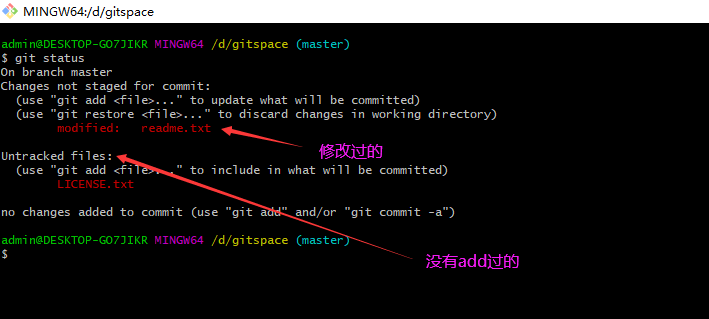 MINGW64:/d/gitspace
admin@DESKTOP-GO7JIKR MINGW64 /d/gitspace (master)
$ git status
On branch master
Changes not staged for commit:
  (use "git add <file>..." to update what will be committed)
  (use "git restore <file>..." to discard changes in working directory)
        modified:   readme.txt
修改过的
Untracked files:
  (use "git add <file>..." to include in what will be committed)
        LICENSE.txt
no changes added to commit (use "git add" and/or "git commit -a")
admin@DESKTOP-GO7JIKR MINGW64 /d/gitspace (master)
$
没有add过的